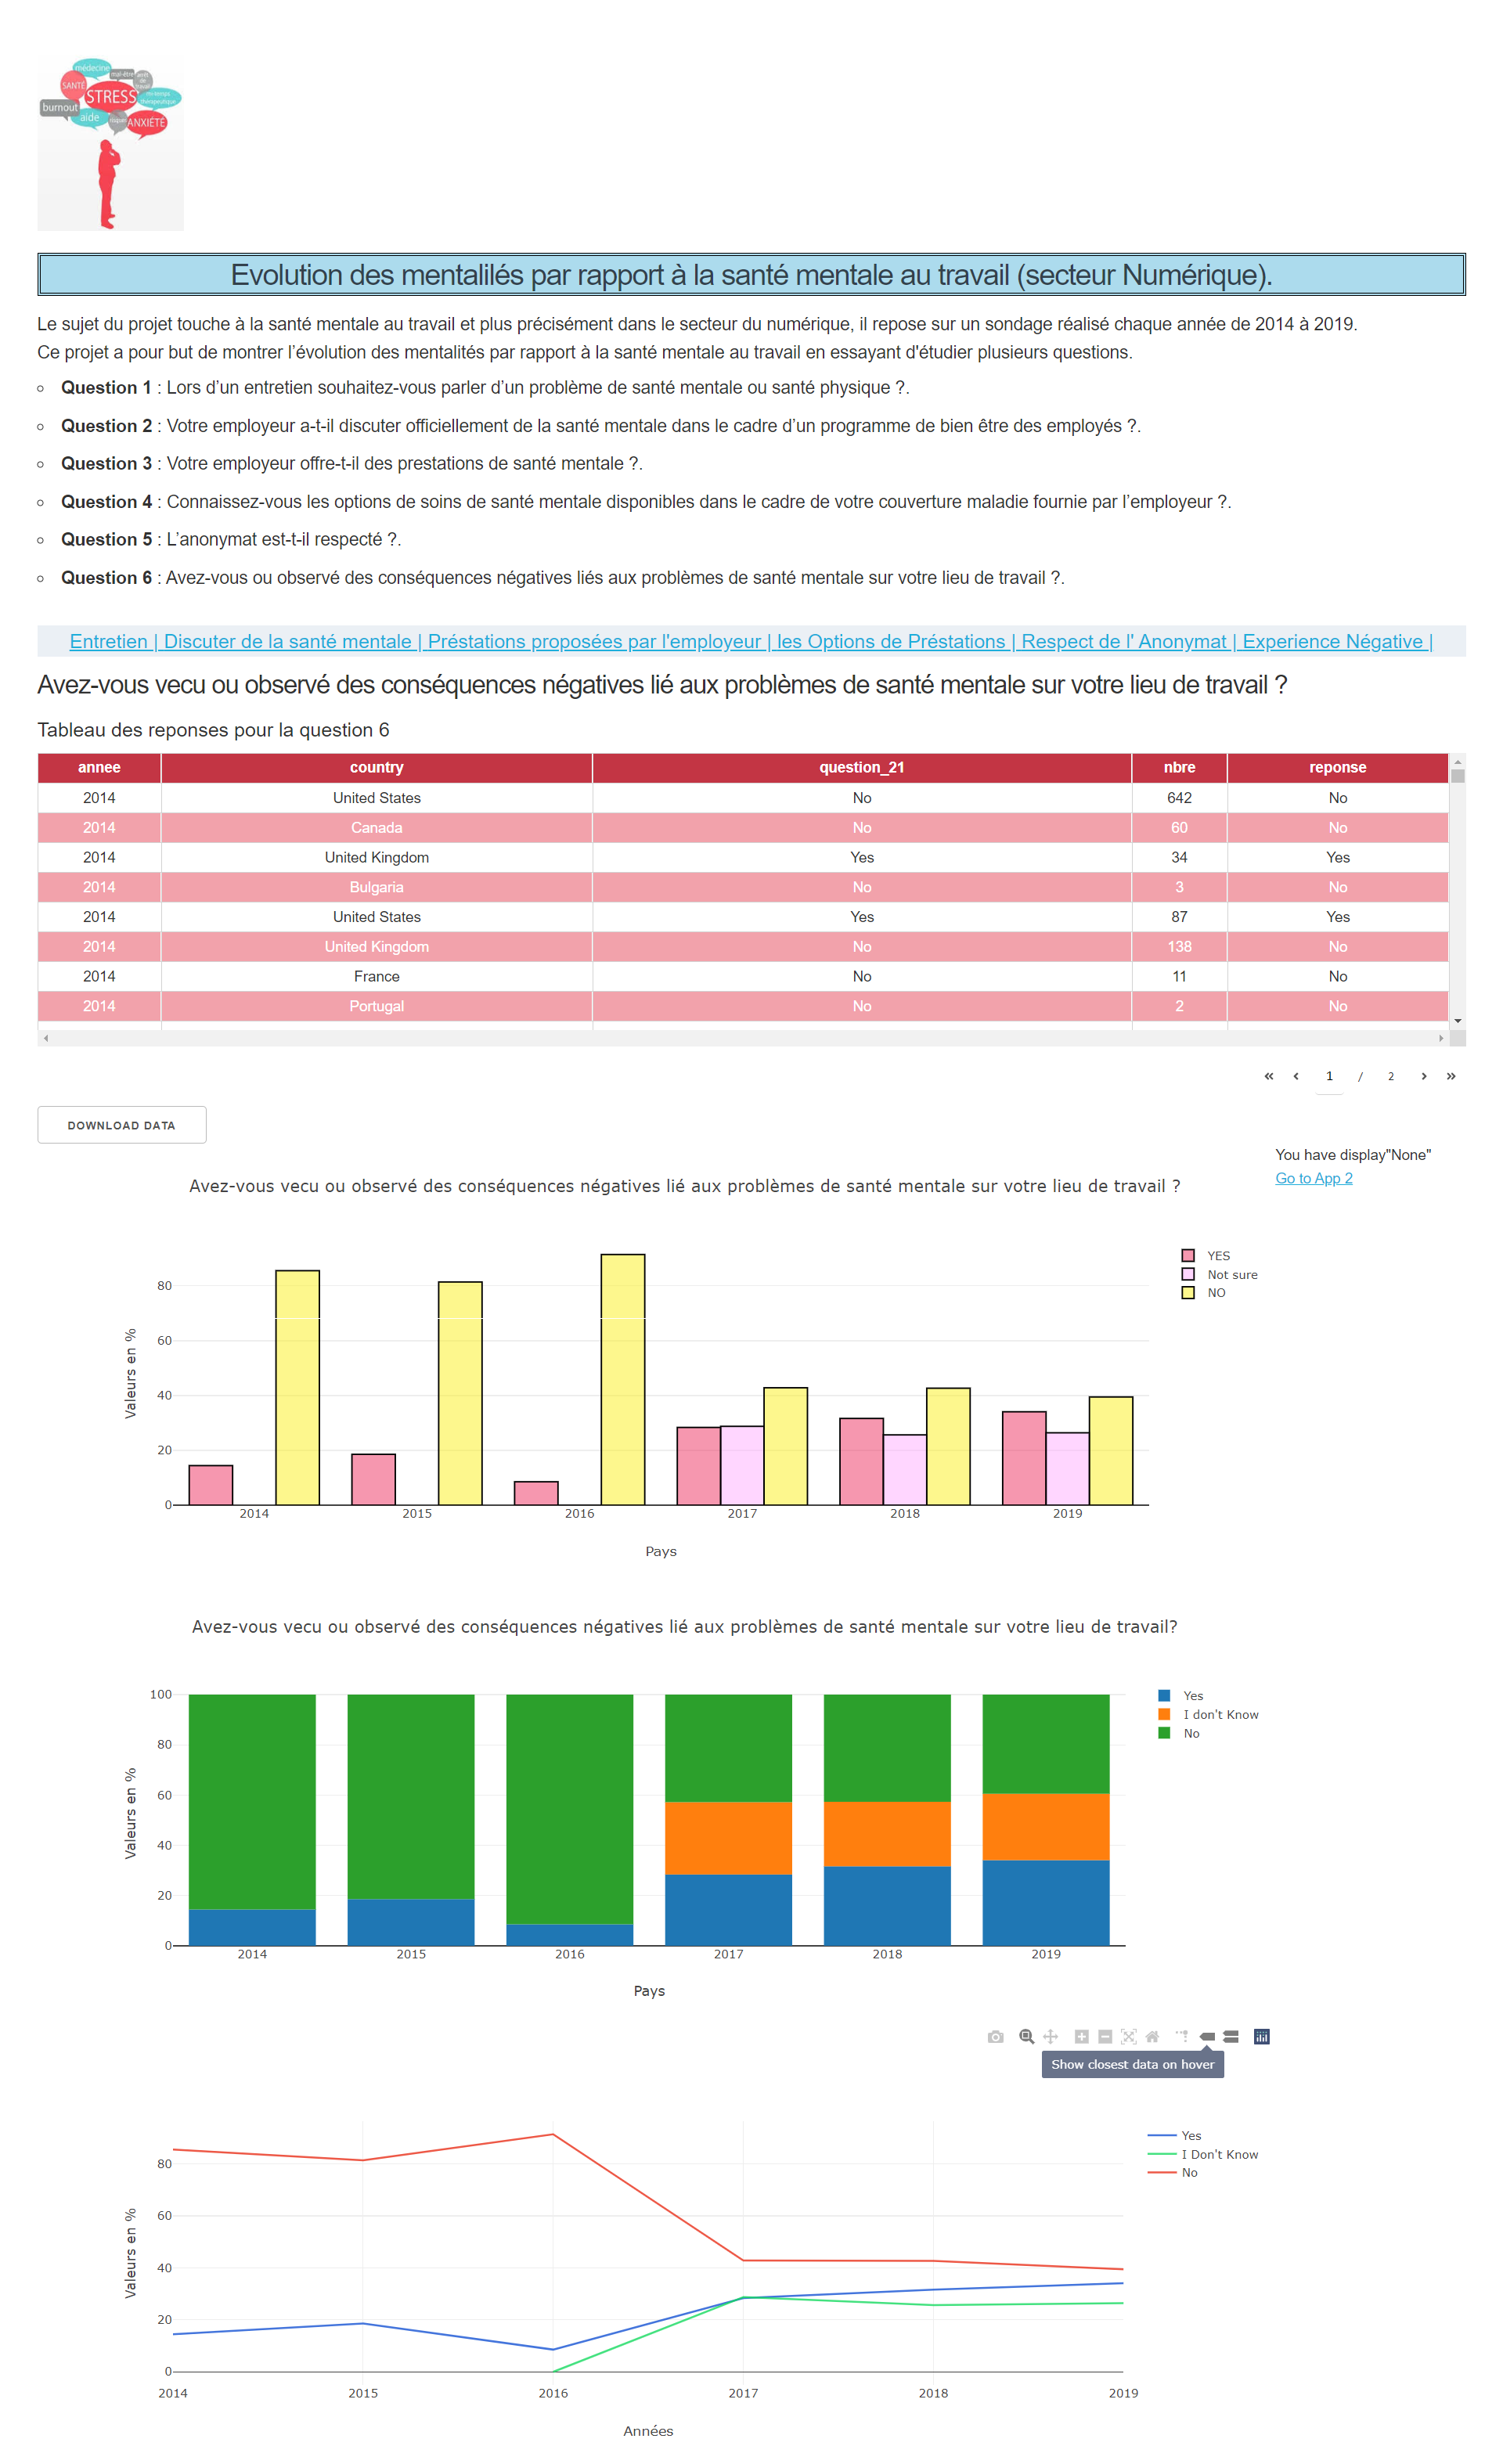 médecine
mal-être
SANTÉ
STRESS
burnout
aide
ANXIÉTÉ
Evolution des mentalilés par rapport à la santé mentale au travail (secteur Numérique).
Le sujet du projet touche à la santé mentale au travail et plus précisément dans le secteur du numérique, il repose sur un sondage réalisé chaque année de 2014 à 2019.
Ce projet a pour but de montrer l’évolution des mentalités par rapport à la santé mentale au travail en essayant d'étudier plusieurs questions.
Question 1 : Lors d’un entretien souhaitez-vous parler d’un problème de santé mentale ou santé physique ?.
Question 2 : Votre employeur a-t-il discuter officiellement de la santé mentale dans le cadre d’un programme de bien être des employés ?.
Question 3 : Votre employeur offre-t-il des prestations de santé mentale ?.
Question 4 : Connaissez-vous les options de soins de santé mentale disponibles dans le cadre de votre couverture maladie fournie par l’employeur ?.
Question 5 : L’anonymat est-t-il respecté ?.
Question 6 : Avez-vous ou observé des conséquences négatives liés aux problèmes de santé mentale sur votre lieu de travail ?.
Entretien | Discuter de la santé mentale | Préstations proposées par l'employeur | les Options de Préstations | Respect de l' Anonymat | Experience Négative |
Avez-vous vecu ou observé des conséquences négatives lié aux problèmes de santé mentale sur votre lieu de travail ?
Tableau des reponses pour la question 6
annee country question_21 nbre reponse
2014 United States No 642 No
2014 Canada No 60 No
2014 United Kingdom Yes 34 Yes
2014 Bulgaria No 3 No
2014 United States Yes 87 Yes
2014 United Kingdom No 138 No
2014 France No 11 No
2014 Portugal No 2 No
1 / 2
DOWNLOAD DATA
You have display"None"
Go to App 2
Avez-vous vecu ou observé des conséquences négatives lié aux problèmes de santé mentale sur votre lieu de travail ?
YES
Not sure
NO
80
60
40
20
0
Valeurs en %
2014 2015 2016 2017 2018 2019
Pays
Avez-vous vecu ou observé des conséquences négatives lié aux problèmes de santé mentale sur votre lieu de travail?
Yes
I don't Know
No
100
80
60
40
20
0
Valeurs en %
2014 2015 2016 2017 2018 2019
Pays
Show closest data on hover
Yes
I Don't Know
No
80
60
40
20
0
Valeurs en %
2014 2015 2016 2017 2018 2019
Années